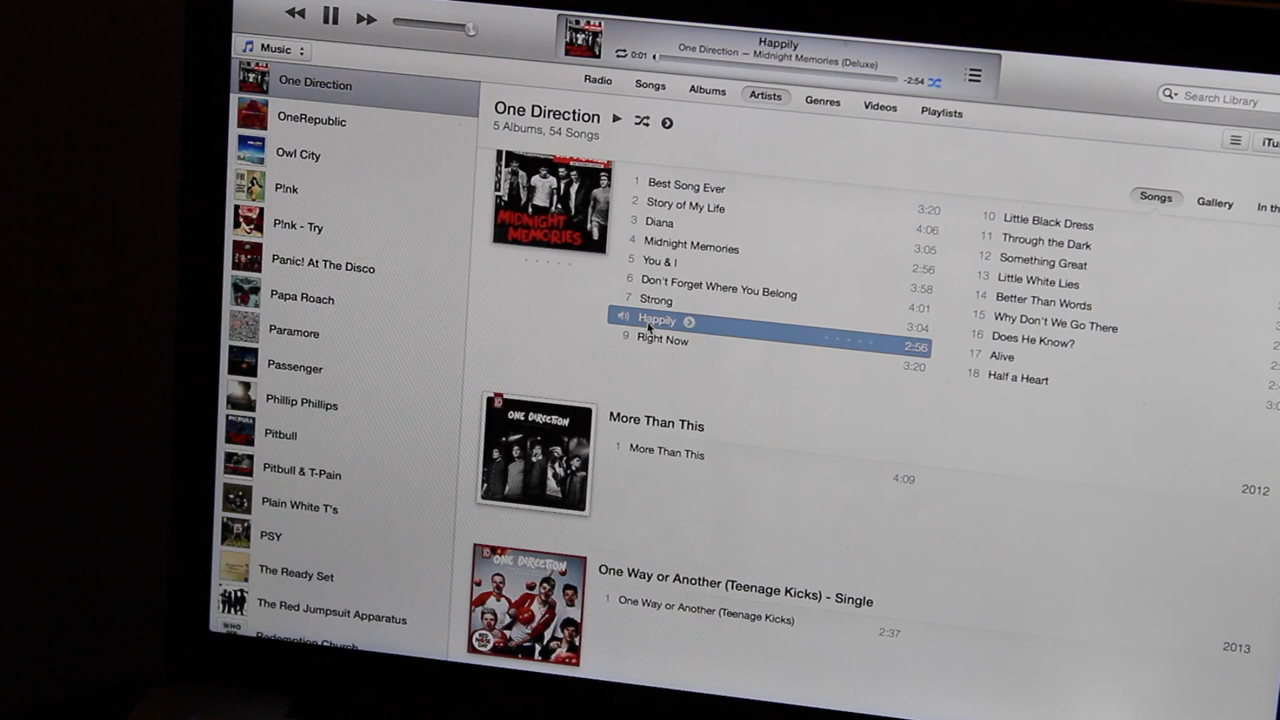 Happily
One Direction — Midnight Memories (Deluxe)
0:01
-2:54
Search Library
Music
Radio Songs Albums Artists Genres Videos Playlists
One Direction
OneRepublic
Owl City
P!nk
P!nk - Try
Panic! At The Disco
Papa Roach
Paramore
Passenger
Phillip Phillips
Pitbull
Pitbull & T-Pain
Plain White T's
PSY
The Ready Set
The Red Jumpsuit Apparatus
WHO
Redemption Church
One Direction
5 Albums, 54 Songs
Songs Gallery In th
MIDNIGHT
MEMORIES
1 Best Song Ever 3:20
2 Story of My Life 4:06
3 Diana 3:05
4 Midnight Memories 2:56
5 You & I 3:58
6 Don't Forget Where You Belong 4:01
7 Strong 3:04
Happily 2:56
9 Right Now 3:20
10 Little Black Dress
11 Through the Dark
12 Something Great
13 Little White Lies
14 Better Than Words
15 Why Don't We Go There
16 Does He Know?
17 Alive
18 Half a Heart
ONE DIRECTION
More Than This
1 More Than This 4:09
2012
ONE DIRECTION
One Way or Another (Teenage Kicks) - Single
1 One Way or Another (Teenage Kicks) 2:37
2013